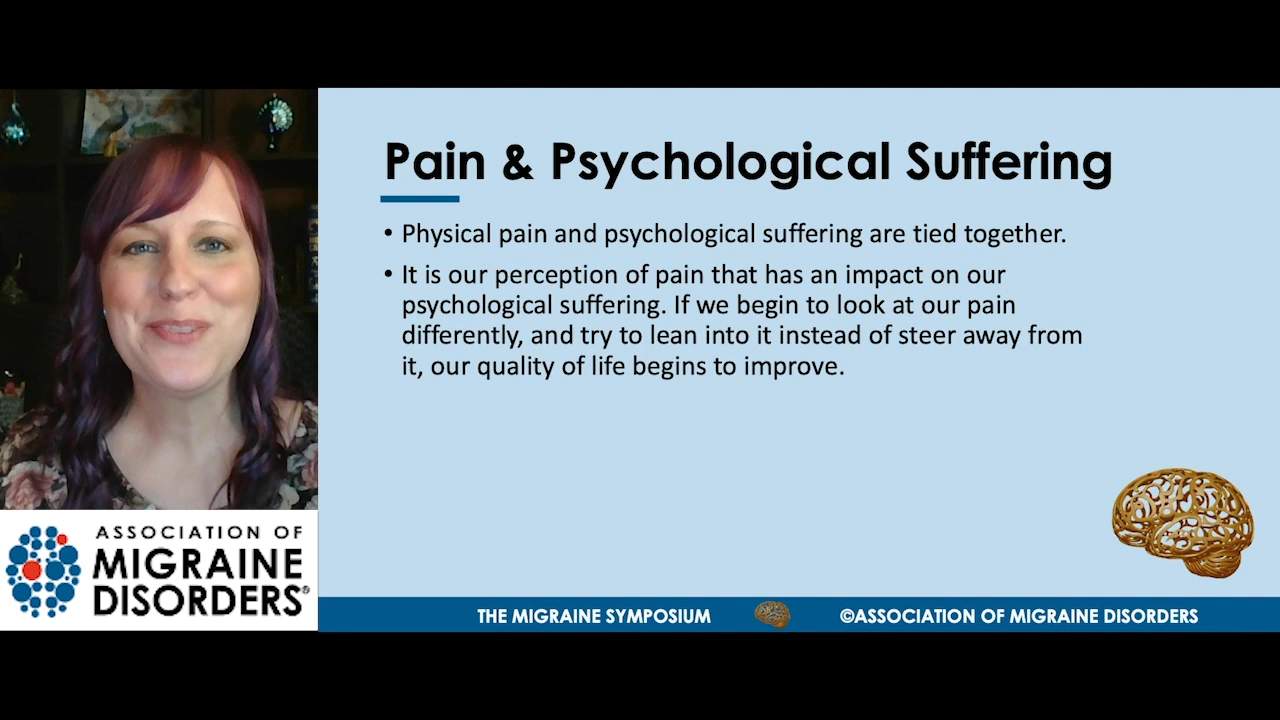 Pain & Psychological Suffering
• Physical pain and psychological suffering are tied together.
• It is our perception of pain that has an impact on our
psychological suffering. If we begin to look at our pain
differently, and try to lean into it instead of steer away from
it, our quality of life begins to improve.
ASSOCIATION OF
MIGRAINE
DISORDERS®
THE MIGRAINE SYMPOSIUM
©ASSOCIATION OF MIGRAINE DISORDERS